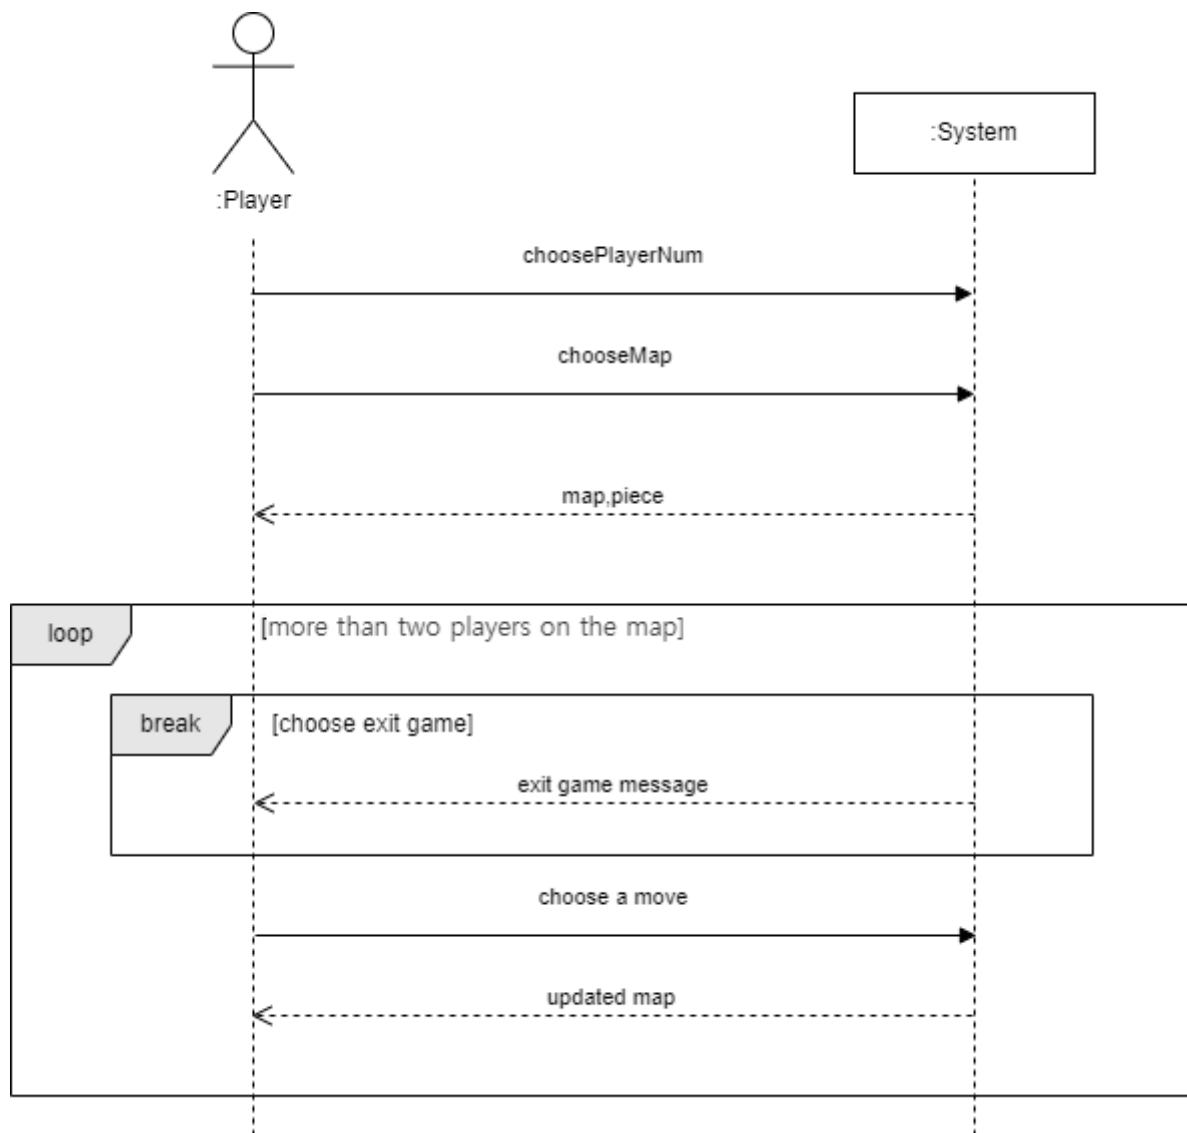 :Player
:System
choosePlayerNum
chooseMap
map,piece
loop
[more than two players on the map]
break
[choose exit game]
exit game message
choose a move
updated map